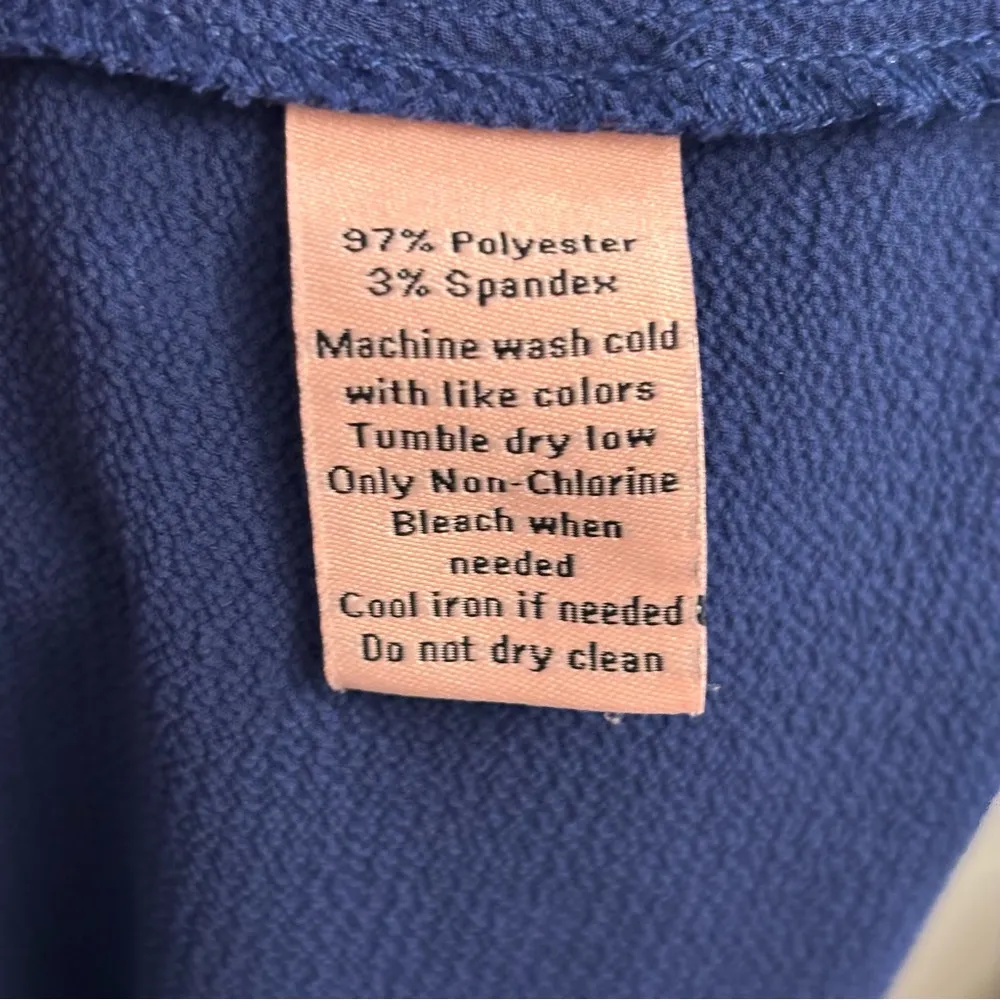 97% Polyester
3% Spandex
Machine wash cold
with like colors
Tumble dry low
Only Non-Chlorine
Bleach when
needed
Cool iron if needed
Do not dry clean